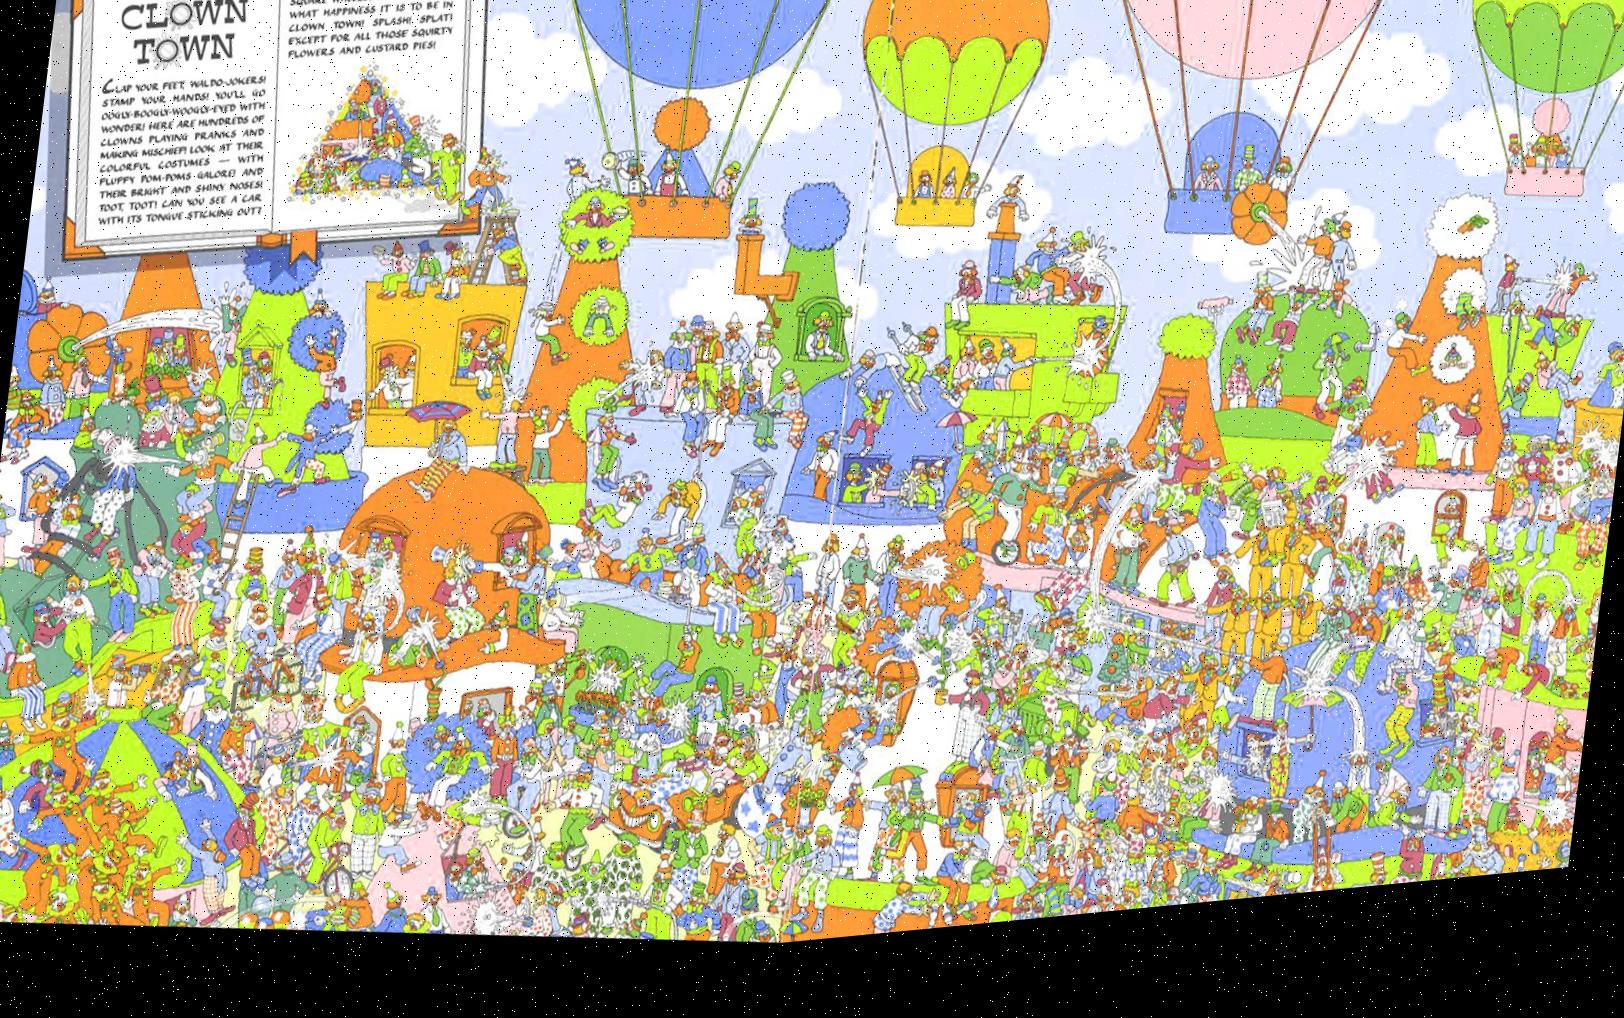 CLOWN
TOWN
CLAP YOUR FEET, WALDO-JOKERS!
STAMP YOUR HANDS! YOU'LL GO
OOGLY-BOOGLY-WOOGLY-EYED WITH
WONDER! HERE ARE HUNDREDS OF
CLOWNS PLAYING PRANKS AND
MAKING MISCHIEF! LOOK AT THEIR
COLORFUL COSTUMES — WITH
FLUFFY POM-POMS GALORE! AND
THEIR BRIGHT AND SHINY NOSES!
TOOT, TOOT! CAN YOU SEE A CAR
WITH ITS TONGUE STICKING OUT?
WHAT HAPPINESS IT IS TO BE IN
CLOWN TOWN! SPLASH! SPLAT!
EXCEPT FOR ALL THOSE SQUIRTY
FLOWERS AND CUSTARD PIES!